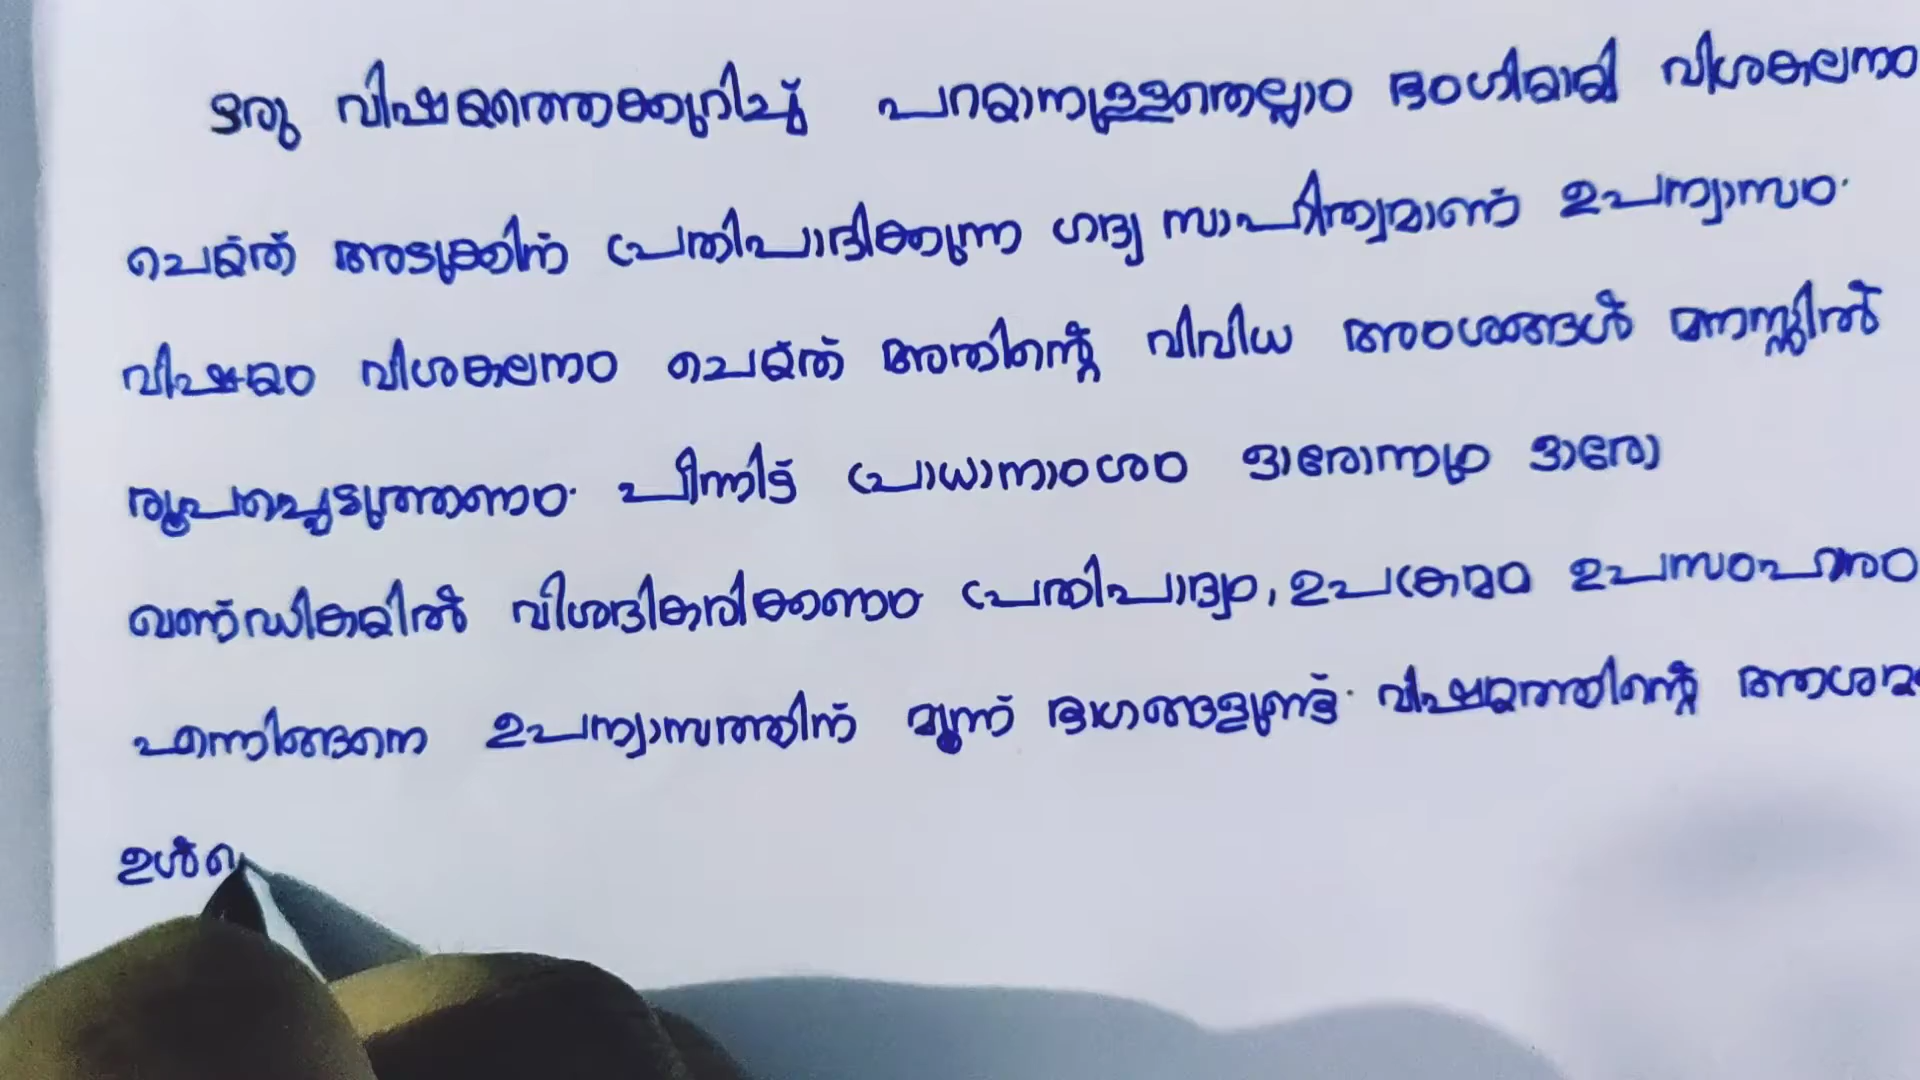 ഒരു വിഷയത്തെക്കുറിച്ച് പറയാനുള്ളതെല്ലാം ഭംഗിയായി വിശകലനം
ചെയ്ത് അടുക്കിന് പ്രതിപാദിക്കുന്ന ഗദ്യ സാഹിത്യമാണ് ഉപന്യാസം.
വിഷയം വിശകലനം ചെയ്ത് അതിന്റെ വിവിധ അംശങ്ങൾ മനസ്സിൽ
രൂപപ്പെടുത്തണം. പിന്നീട് പ്രാധാനാംശം ഓരോന്നും ഓരോ
ഖണ്ഡികയിൽ വിശദീകരിക്കണം പ്രതിപാദ്യം, ഉപക്രമം ഉപസംഹാരം
എന്നിങ്ങനെ ഉപന്യാസത്തിന് മൂന്ന് ഭാഗങ്ങളുണ്ട്. വിഷയത്തിന്റെ